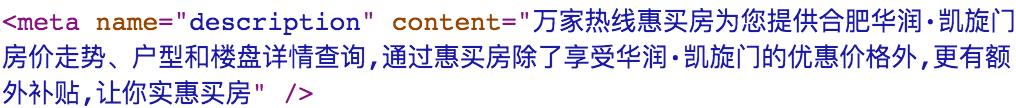 <meta name="description" content="万家热线惠买房为您提供合肥华润·凯旋门
房价走势、户型和楼盘详情查询,通过惠买房除了享受华润·凯旋门的优惠价格外,更有额
外补贴,让你实惠买房" />